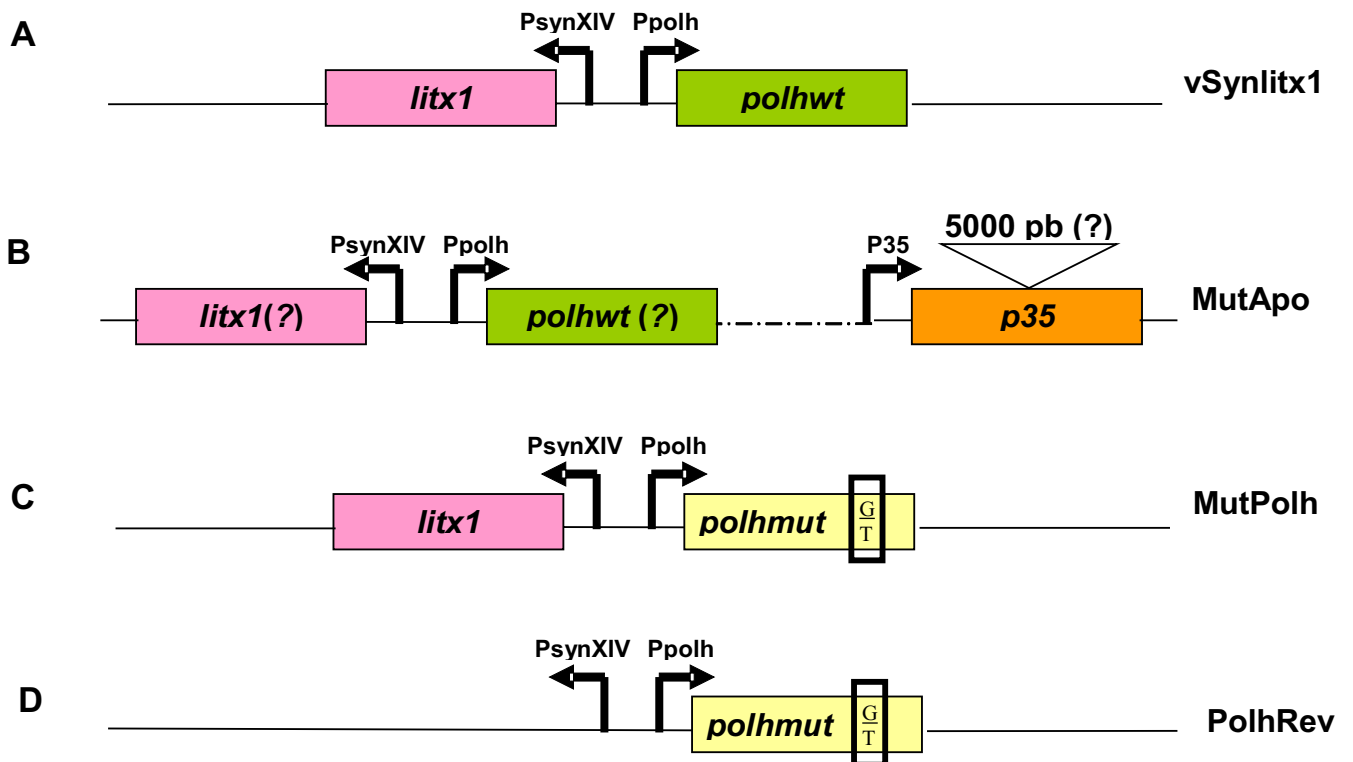 A
PsynXIV Ppolh
litx1
polhwt
vSynlitx1
B
PsynXIV Ppolh
P35
5000 pb (?)
litx1(?)
polhwt (?)
p35
MutApo
C
PsynXIV Ppolh
litx1
polhmut
G
T
MutPolh
D
PsynXIV Ppolh
polhmut
G
T
PolhRev